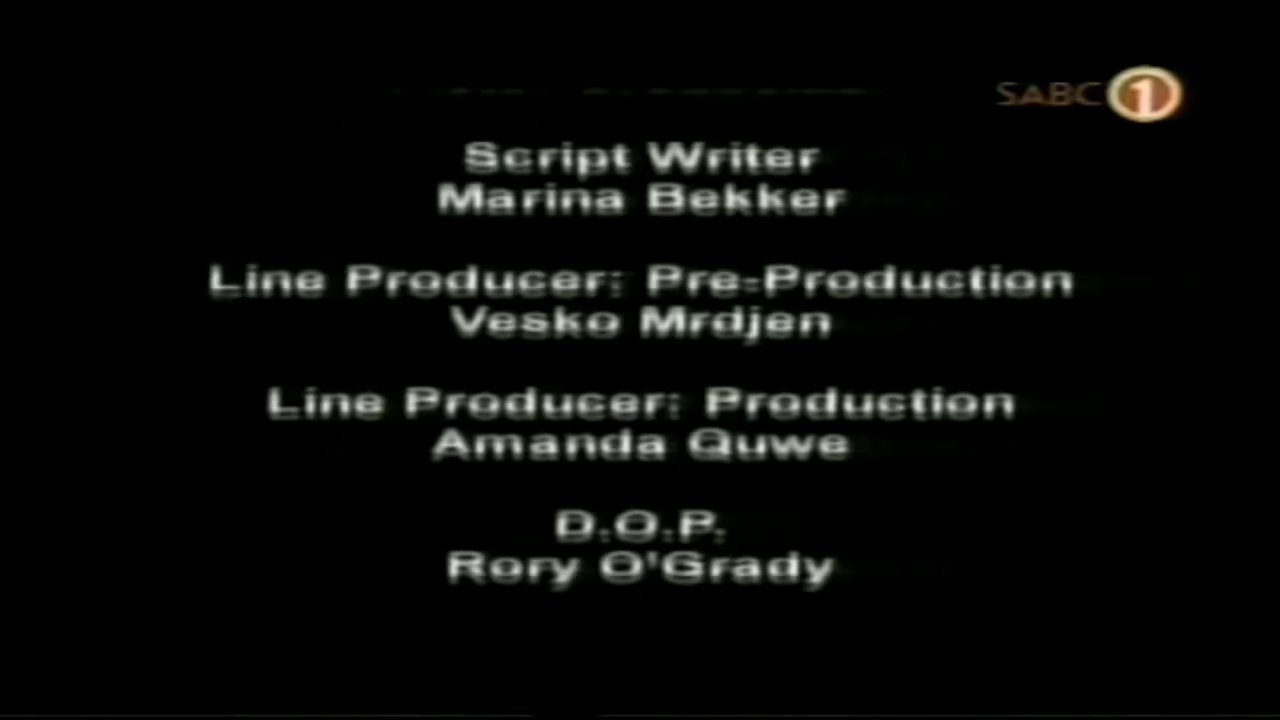 SABC 1
Script Writer
Marina Bekker
Line Producer: Pre-Production
Vesko Mrdjen
Line Producer: Production
Amanda Quwe
D.O.P.
Rory O'Grady